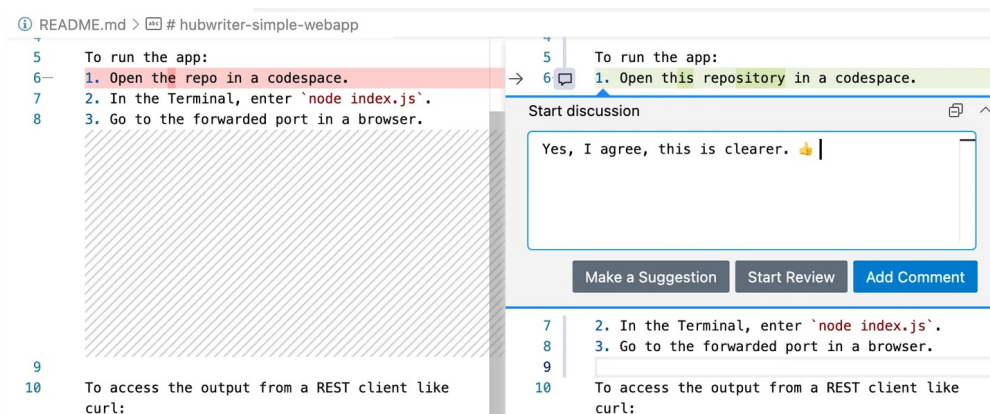 README.md > # hubwriter-simple-webapp
5 To run the app:
6— 1. Open the repo in a codespace.
7 2. In the Terminal, enter `node index.js`.
8 3. Go to the forwarded port in a browser.
9
10 To access the output from a REST client like
curl:
5 To run the app:
6 1. Open this repository in a codespace.
Start discussion
Yes, I agree, this is clearer. 👍
Make a Suggestion Start Review Add Comment
7 2. In the Terminal, enter `node index.js`.
8 3. Go to the forwarded port in a browser.
9
10 To access the output from a REST client like
curl: